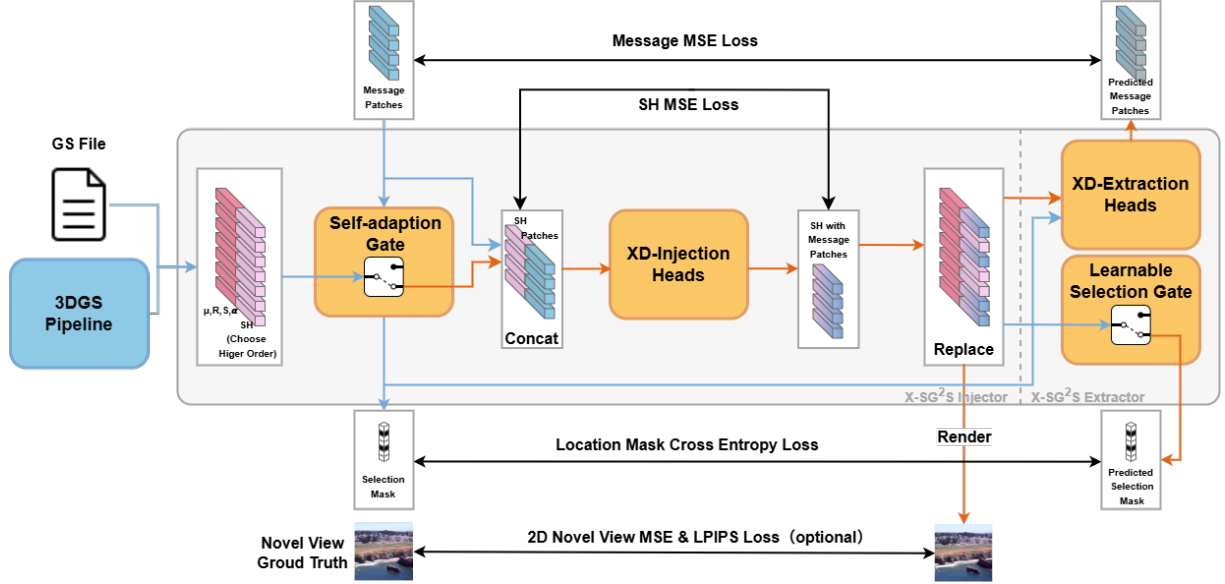 Message MSE Loss
Message
Patches
Predicted
Message
Patches
SH MSE Loss
GS File
3DGS
Pipeline
μ,R,S,α
SH
(Choose
Higer Order)
Self-adaption
Gate
SH
Patches
Concat
XD-Injection
Heads
SH with
Message
Patches
Replace
XD-Extraction
Heads
Learnable
Selection Gate
X-SG²S Injector
X-SG²S Extractor
Selection
Mask
Location Mask Cross Entropy Loss
Render
Predicted
Selection
Mask
Novel View
Groud Truth
2D Novel View MSE & LPIPS Loss（optional）